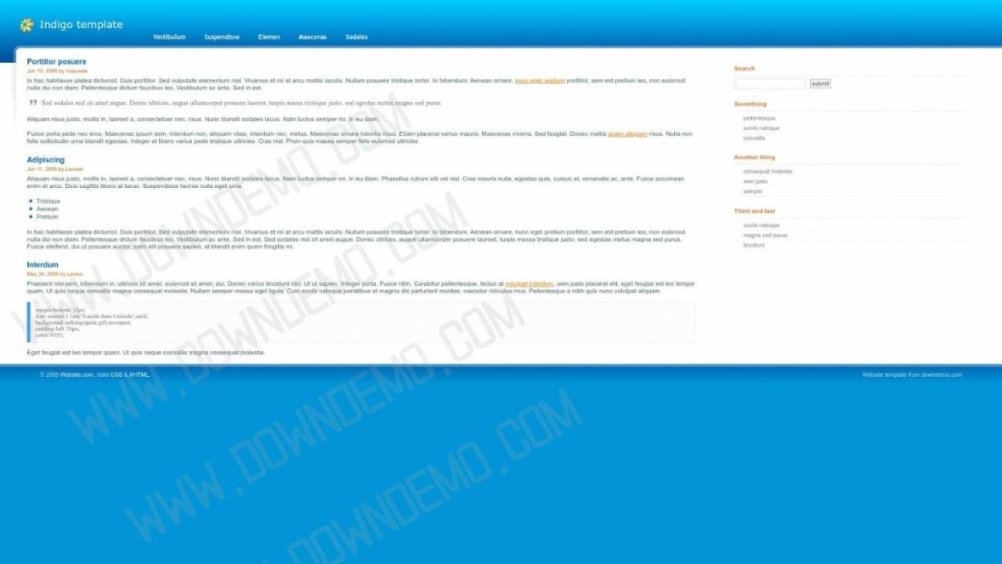 Indigo template
Vestibulum Suspendisse Elemen Maecenas Sodales
Porttitor posuere
Jun 13, 2006 by Vulputate
In hac habitasse platea dictumst. Duis porttitor. Sed vulputate elementum nisl. Vivamus et mi at arcu mattis iaculis. Nullam posuere tristique tortor. In bibendum. Aenean ornare, nunc eget pretium porttitor, sem est pretium leo, non euismod
nulla dui non diam. Pellentesque dictum faucibus leo. Vestibulum ac ante. Sed in est.
Sed sodales nisl sit amet augue. Donec ultrices, augue ullamcorper posuere laoreet, turpis massa tristique justo, sed egestas metus magna sed purus.
Aliquam risus justo, mollis in, laoreet a, consectetuer nec, risus. Nunc blandit sodales lacus. Nam luctus semper mi. In eu diam.
Fusce porta pede nec eros. Maecenas ipsum sem, interdum non, aliquam vitae, interdum nec, metus. Maecenas ornare lobortis risus. Etiam placerat varius mauris. Maecenas viverra. Sed feugiat. Donec mattis quam aliquam risus. Nulla non
felis sollicitudin urna blandit egestas. Integer et libero varius pede tristique ultricies. Cras nisl. Proin quis massa semper felis euismod ultricies.
Adipiscing
Jun 11, 2006 by Laoreet
Aliquam risus justo, mollis in, laoreet a, consectetuer nec, risus. Nunc blandit sodales lacus. Nam luctus semper mi. In eu diam. Phasellus rutrum elit vel nisi. Cras mauris nulla, egestas quis, cursus at, venenatis ac, ante. Fusce accumsan
enim et arcu. Duis sagittis libero at lacus. Suspendisse lacinia nulla eget urna.
Tristique
Aenean
Pretium
In hac habitasse platea dictumst. Duis porttitor. Sed vulputate elementum nisl. Vivamus et mi at arcu mattis iaculis. Nullam posuere tristique tortor. In bibendum. Aenean ornare, nunc eget pretium porttitor, sem est pretium leo, non euismod
nulla dui non diam. Pellentesque dictum faucibus leo. Vestibulum ac ante. Sed in est. Sed sodales nisl sit amet augue. Donec ultrices, augue ullamcorper posuere laoreet, turpis massa tristique justo, sed egestas metus magna sed purus.
Fusce eleifend, dui ut posuere auctor, justo elit posuere sapien, at blandit enim quam fringilla mi.
Interdum
May 24, 2006 by Lectus
Praesent nisl sem, bibendum in, ultrices sit amet, euismod sit amet, dui. Donec varius tincidunt nisi. Ut ut sapien. Integer porta. Fusce nibh. Curabitur pellentesque, lectus at volutpat interdum, sem justo placerat elit, eget feugiat est leo tempor
quam. Ut quis neque convallis magna consequat molestie. Nullam semper massa eget ligula. Cum sociis natoque penatibus et magnis dis parturient montes, nascetur ridiculus mus. Pellentesque a nibh quis nunc volutpat aliquam
margin-bottom: 12px;
font: normal 1.1em "Lucida Sans Unicode",serif;
background: url(img/quote.gif) no-repeat;
padding-left: 28px;
color: #555;
Eget feugiat est leo tempor quam. Ut quis neque convallis magna consequat molestie.
Search
submit
Something
pellentesque
sociis natoque
convallis
Another thing
consequat molestie
sem justo
semper
Third and last
sociis natoque
magna sed purus
tincidunt
© 2006 Website.com. Valid CSS & XHTML.
Website template from downdemo.com
WWW.DOWNDEMO.COM
WWW.DOWNDEMO.COM
WWW.DOWNDEMO.COM
WWW.DOWNDEMO.COM